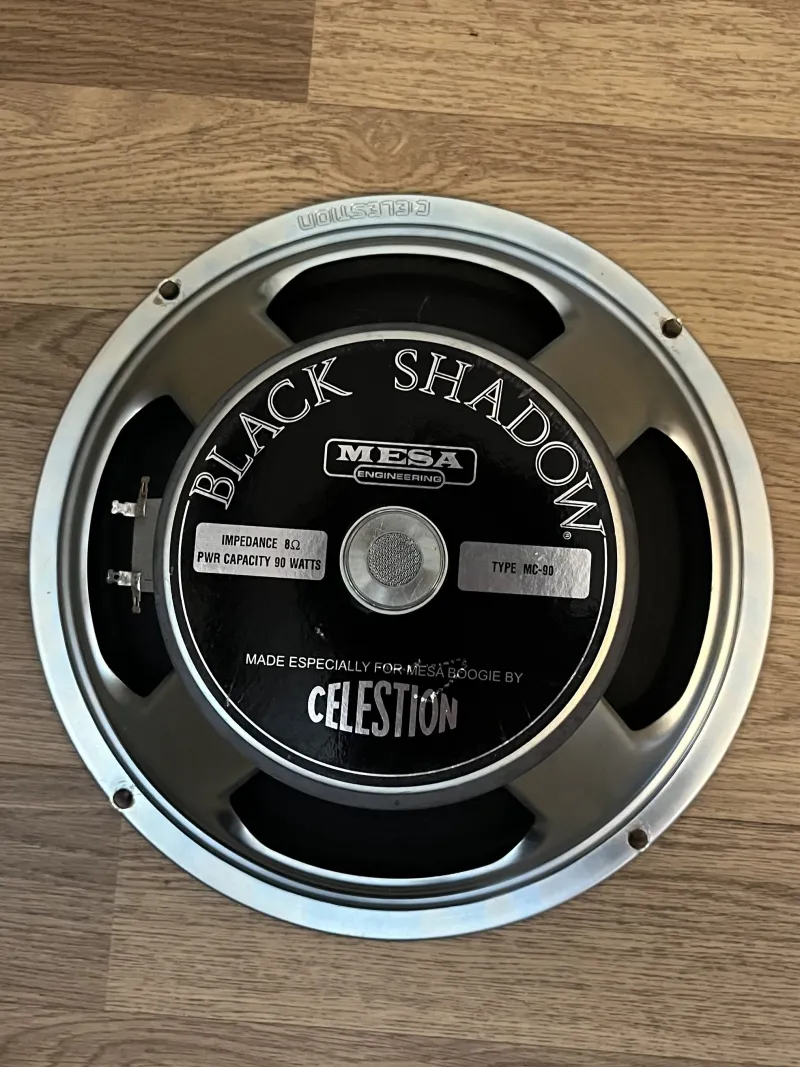 CELESTION
BLACK SHADOW®
MESA
ENGINEERING
IMPEDANCE 8Ω
PWR CAPACITY 90 WATTS
TYPE MC-90
MADE ESPECIALLY FOR MESA BOOGIE BY
CELESTION